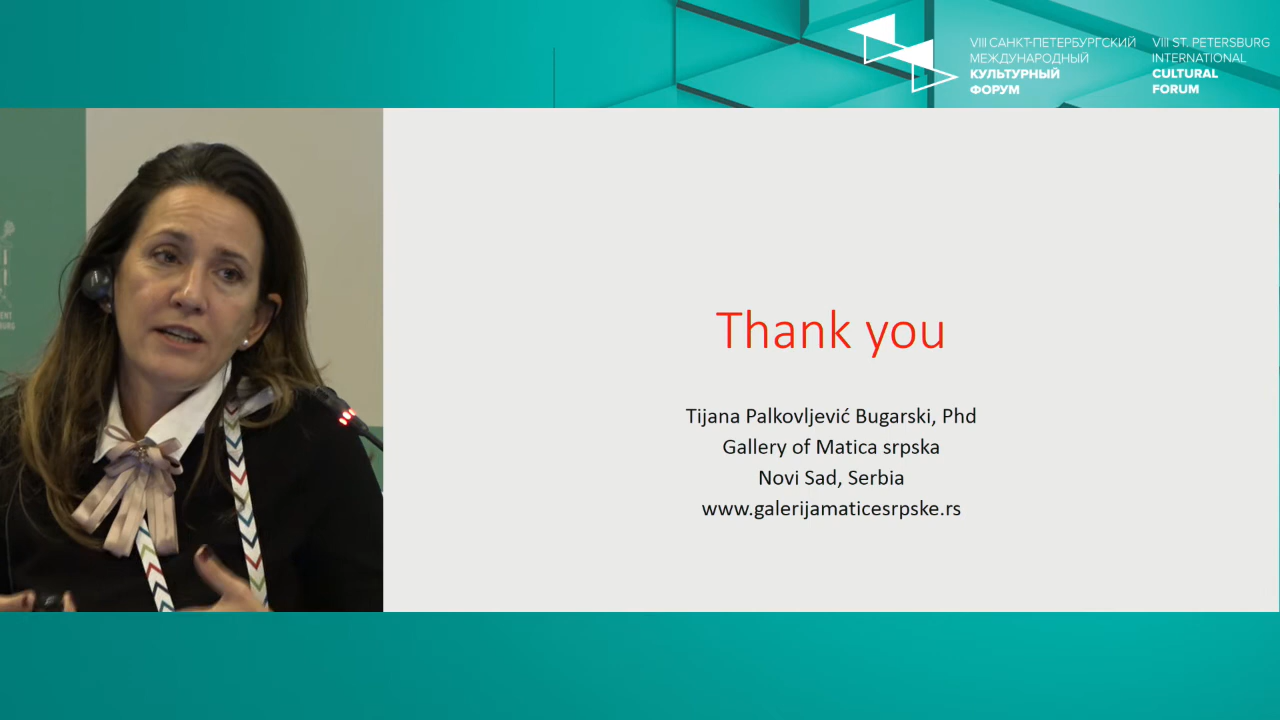 VIII САНКТ-ПЕТЕРБУРГСКИЙ
МЕЖДУНАРОДНЫЙ
КУЛЬТУРНЫЙ
ФОРУМ
VIII ST. PETERSBURG
INTERNATIONAL
CULTURAL
FORUM
Thank you
Tijana Palkovljević Bugarski, Phd
Gallery of Matica srpska
Novi Sad, Serbia
www.galerijamaticesrpske.rs